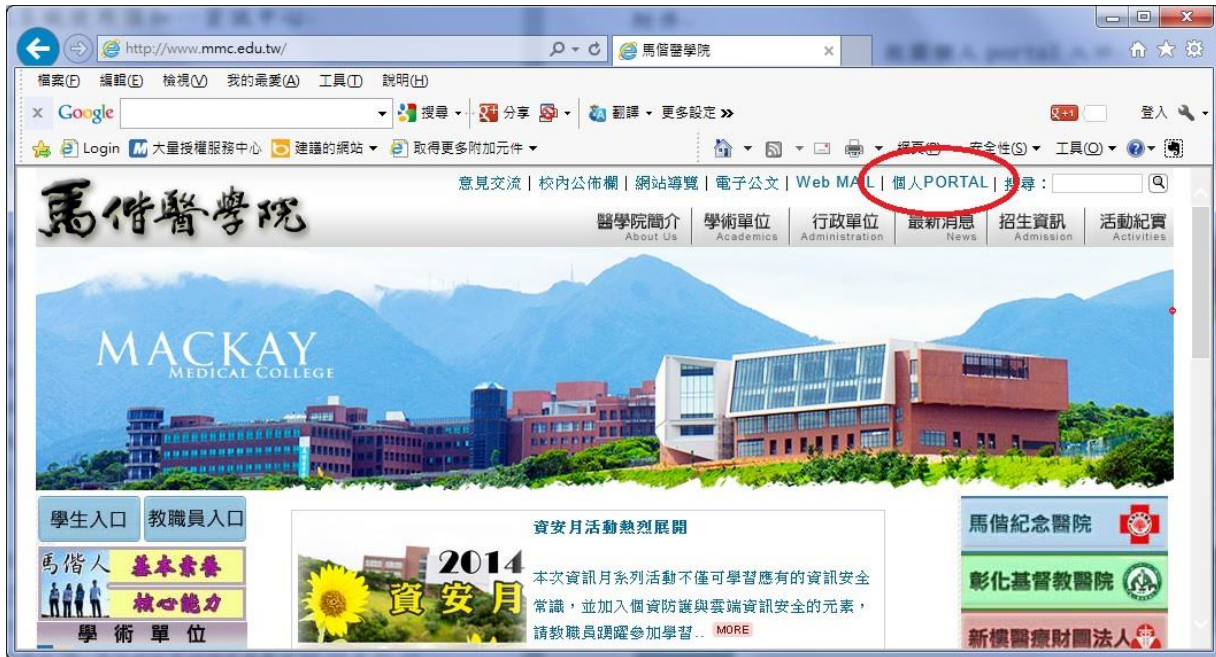 http://www.mmc.edu.tw/
馬偕醫學院
檔案(F) 編輯(E) 檢視(V) 我的最愛(A) 工具(T) 說明(H)
Google 搜尋 分享 翻譯 更多設定 登入
Login 大量授權服務中心 建議的網站 取得更多附加元件 安全性(S) 工具(O)
馬偕醫學院
意見交流 | 校內公佈欄 | 網站導覽 | 電子公文 | Web MAIL | 個人PORTAL | 搜尋：
醫學院簡介 學術單位 行政單位 最新消息 招生資訊 活動紀實
About Us Academics Administration News Admission Activities
MACKAY
MEDICAL COLLEGE
學生入口 教職員入口
馬偕人 基本素養
核心能力
學術單位
2014
資安月
資安月活動熱烈展開
本次資訊月系列活動不僅可學習應有的資訊安全
常識，並加入個資防護與雲端資訊安全的元素，
請教職員踴躍參加學習.. MORE
馬偕紀念醫院
彰化基督教醫院
新樓醫療財團法人